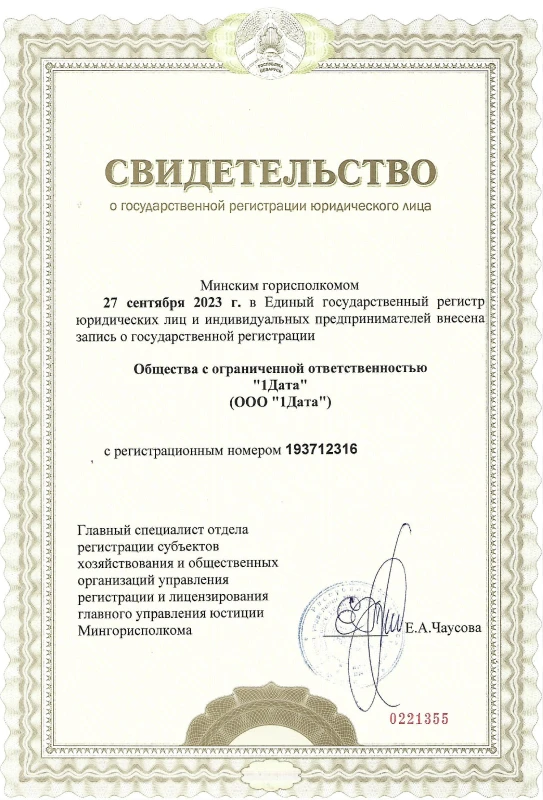 РЕСПУБЛИКА
БЕЛАРУСЬ
СВИДЕТЕЛЬСТВО
о государственной регистрации юридического лица
Минским горисполкомом
27 сентября 2023 г. в Единый государственный регистр
юридических лиц и индивидуальных предпринимателей внесена
запись о государственной регистрации
Общества с ограниченной ответственностью
"1Дата"
(ООО "1Дата")
с регистрационным номером 193712316
Главный специалист отдела
регистрации субъектов
хозяйствования и общественных
организаций управления
регистрации и лицензирования
главного управления юстиции
Мингорисполкома
Е.А.Чаусова
0221355